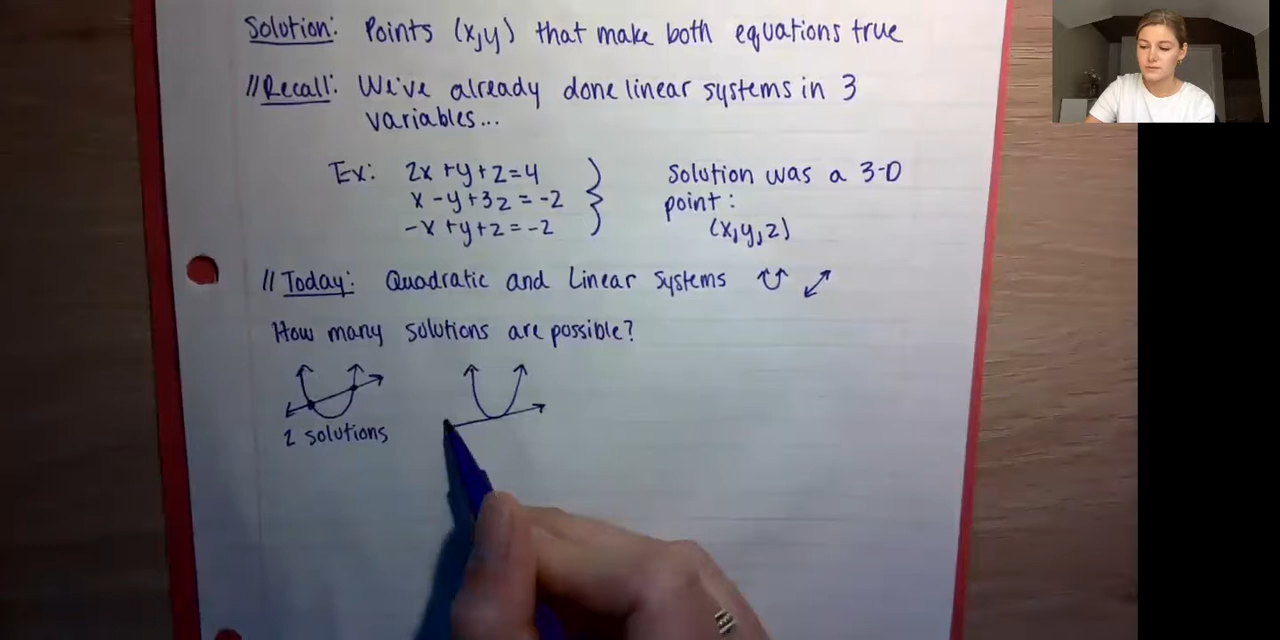 Solution: Points (x,y) that make both equations true
//Recall: We've already done linear systems in 3
variables...
Ex: 2x+y+z=4
x-y+3z=-2
-x+y+z=-2
Solution was a 3-D
point:
(x,y,z)
//Today: Quadratic and Linear Systems
How many solutions are possible?
2 solutions